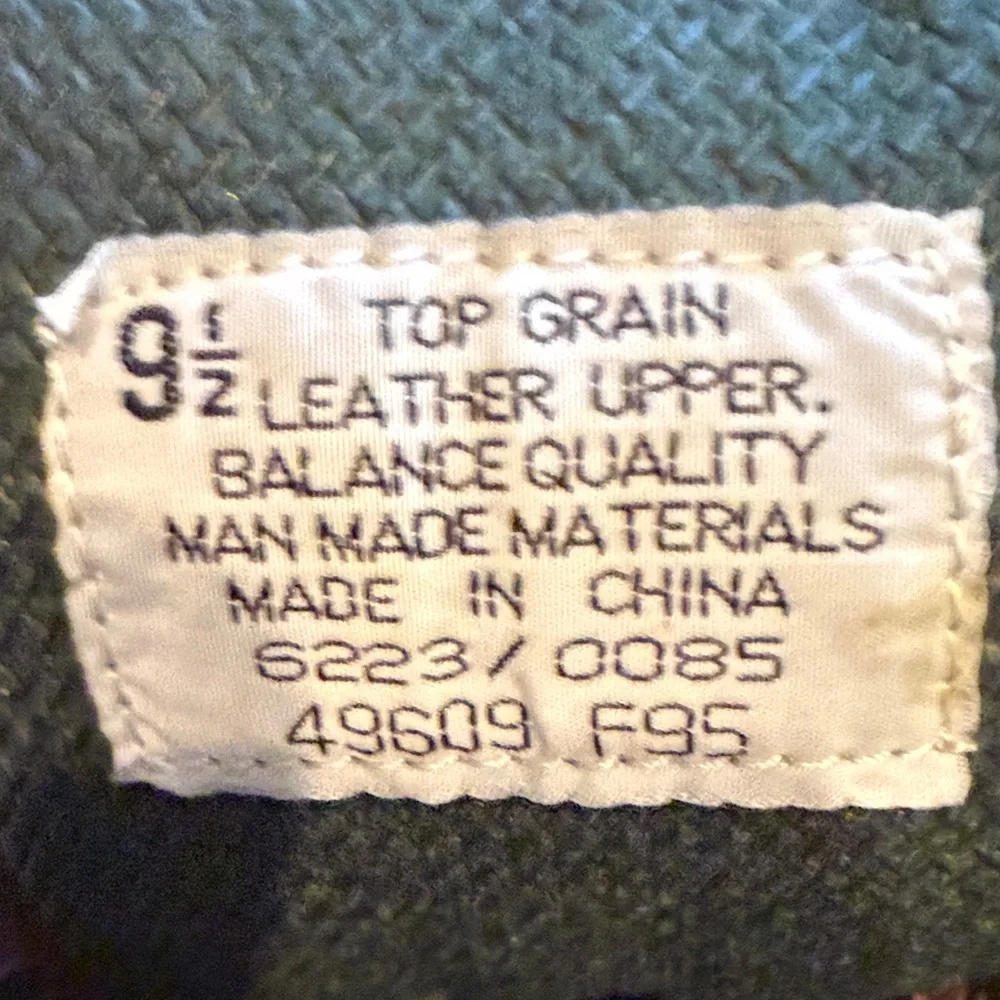 9 1/2 TOP GRAIN
LEATHER UPPER.
BALANCE QUALITY
MAN MADE MATERIALS
MADE IN CHINA
6223/0085
49609 F95